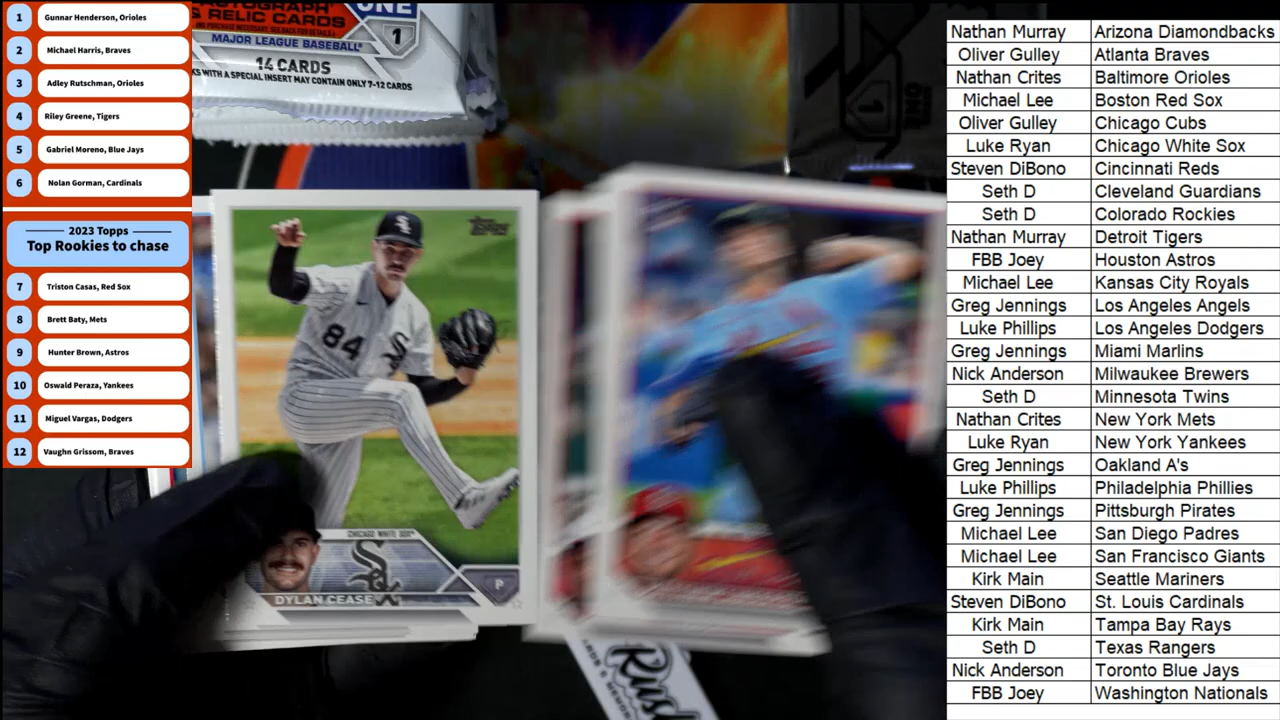 1 Gunnar Henderson, Orioles
2 Michael Harris, Braves
3 Adley Rutschman, Orioles
4 Riley Greene, Tigers
5 Gabriel Moreno, Blue Jays
6 Nolan Gorman, Cardinals
2023 Topps
Top Rookies to chase
7 Triston Casas, Red Sox
8 Brett Baty, Mets
9 Hunter Brown, Astros
10 Oswald Peraza, Yankees
11 Miguel Vargas, Dodgers
12 Vaughn Grissom, Braves
& RELIC CARDS
ONE
1
MAJOR LEAGUE BASEBALL
14 CARDS
WITH A SPECIAL INSERT MAY CONTAIN ONLY 7-12 CARDS
topps
84
CHICAGO WHITE SOX
DYLAN CEASE
P
Nathan Murray Arizona Diamondbacks
Oliver Gulley Atlanta Braves
Nathan Crites Baltimore Orioles
Michael Lee Boston Red Sox
Oliver Gulley Chicago Cubs
Luke Ryan Chicago White Sox
Steven DiBono Cincinnati Reds
Seth D Cleveland Guardians
Seth D Colorado Rockies
Nathan Murray Detroit Tigers
FBB Joey Houston Astros
Michael Lee Kansas City Royals
Greg Jennings Los Angeles Angels
Luke Phillips Los Angeles Dodgers
Greg Jennings Miami Marlins
Nick Anderson Milwaukee Brewers
Seth D Minnesota Twins
Nathan Crites New York Mets
Luke Ryan New York Yankees
Greg Jennings Oakland A's
Luke Phillips Philadelphia Phillies
Greg Jennings Pittsburgh Pirates
Michael Lee San Diego Padres
Michael Lee San Francisco Giants
Kirk Main Seattle Mariners
Steven DiBono St. Louis Cardinals
Kirk Main Tampa Bay Rays
Seth D Texas Rangers
Nick Anderson Toronto Blue Jays
FBB Joey Washington Nationals